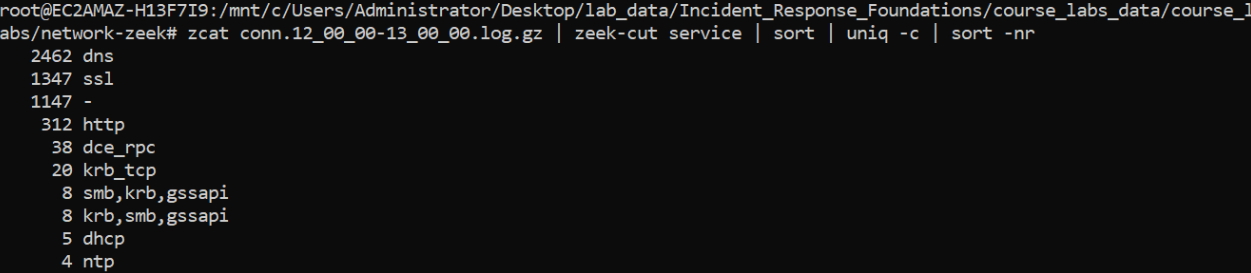 root@EC2AMAZ-H13F7I9:/mnt/c/Users/Administrator/Desktop/lab_data/Incident_Response_Foundations/course_labs_data/course_l
abs/network-zeek# zcat conn.12_00_00-13_00_00.log.gz | zeek-cut service | sort | uniq -c | sort -nr
2462 dns
1347 ssl
1147 -
312 http
38 dce_rpc
20 krb_tcp
8 smb,krb,gssapi
8 krb,smb,gssapi
5 dhcp
4 ntp